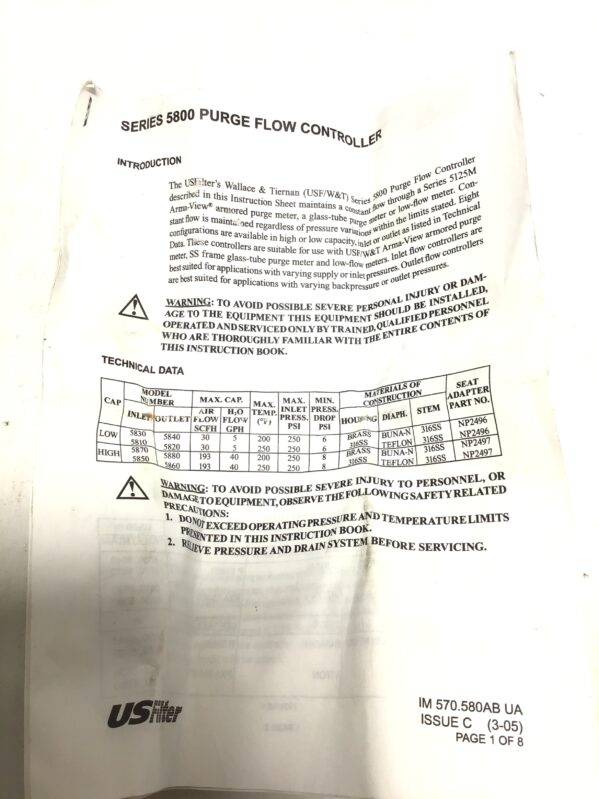 SERIES 5800 PURGE FLOW CONTROLLER
INTRODUCTION
The USFilter's Wallace & Tiernan (USF/W&T) Series 5800 Purge Flow Controller
described in this Instruction Sheet maintains a constant flow through a Series 5125M
Arma-View® armored purge meter, a glass-tube purge meter or low-flow meter. Con-
stant flow is maintained regardless of pressure variations within the limits stated. Eight
configurations are available in high or low capacity, inlet or outlet as listed in Technical
Data. These controllers are suitable for use with USF/W&T Arma-View armored purge
meter, SS frame glass-tube purge meter and low-flow meters. Inlet flow controllers are
best suited for applications with varying supply or inlet pressures. Outlet flow controllers
are best suited for applications with varying backpressure or outlet pressures.
WARNING: TO AVOID POSSIBLE SEVERE PERSONAL INJURY OR DAM-
AGE TO THE EQUIPMENT THIS EQUIPMENT SHOULD BE INSTALLED,
OPERATED AND SERVICED ONLY BY TRAINED, QUALIFIED PERSONNEL
WHO ARE THOROUGHLY FAMILIAR WITH THE ENTIRE CONTENTS OF
THIS INSTRUCTION BOOK.
TECHNICAL DATA
CAP MODEL NUMBER MAX. CAP. MAX. TEMP. (°F) MAX. INLET PRESS. PSI MIN. PRESS. DROP PSI MATERIALS OF CONSTRUCTION SEAT ADAPTER PART NO.
INLET OUTLET AIR FLOW SCFH H2O FLOW GPH HOUSING DIAPH. STEM
LOW 5830 5840 30 5 200 250 6 BRASS BUNA-N 316SS NP2496
5810 5820 30 5 250 250 6 316SS TEFLON 316SS NP2496
HIGH 5870 5880 193 40 200 250 8 BRASS BUNA-N 316SS NP2497
5850 5860 193 40 250 250 8 316SS TEFLON 316SS NP2497
WARNING: TO AVOID POSSIBLE SEVERE INJURY TO PERSONNEL, OR
DAMAGE TO EQUIPMENT, OBSERVE THE FOLLOWING SAFETY RELATED
PRECAUTIONS:
1. DO NOT EXCEED OPERATING PRESSURE AND TEMPERATURE LIMITS
PRESENTED IN THIS INSTRUCTION BOOK.
2. RELIEVE PRESSURE AND DRAIN SYSTEM BEFORE SERVICING.
USFilter
IM 570.580AB UA
ISSUE C (3-05)
PAGE 1 OF 8